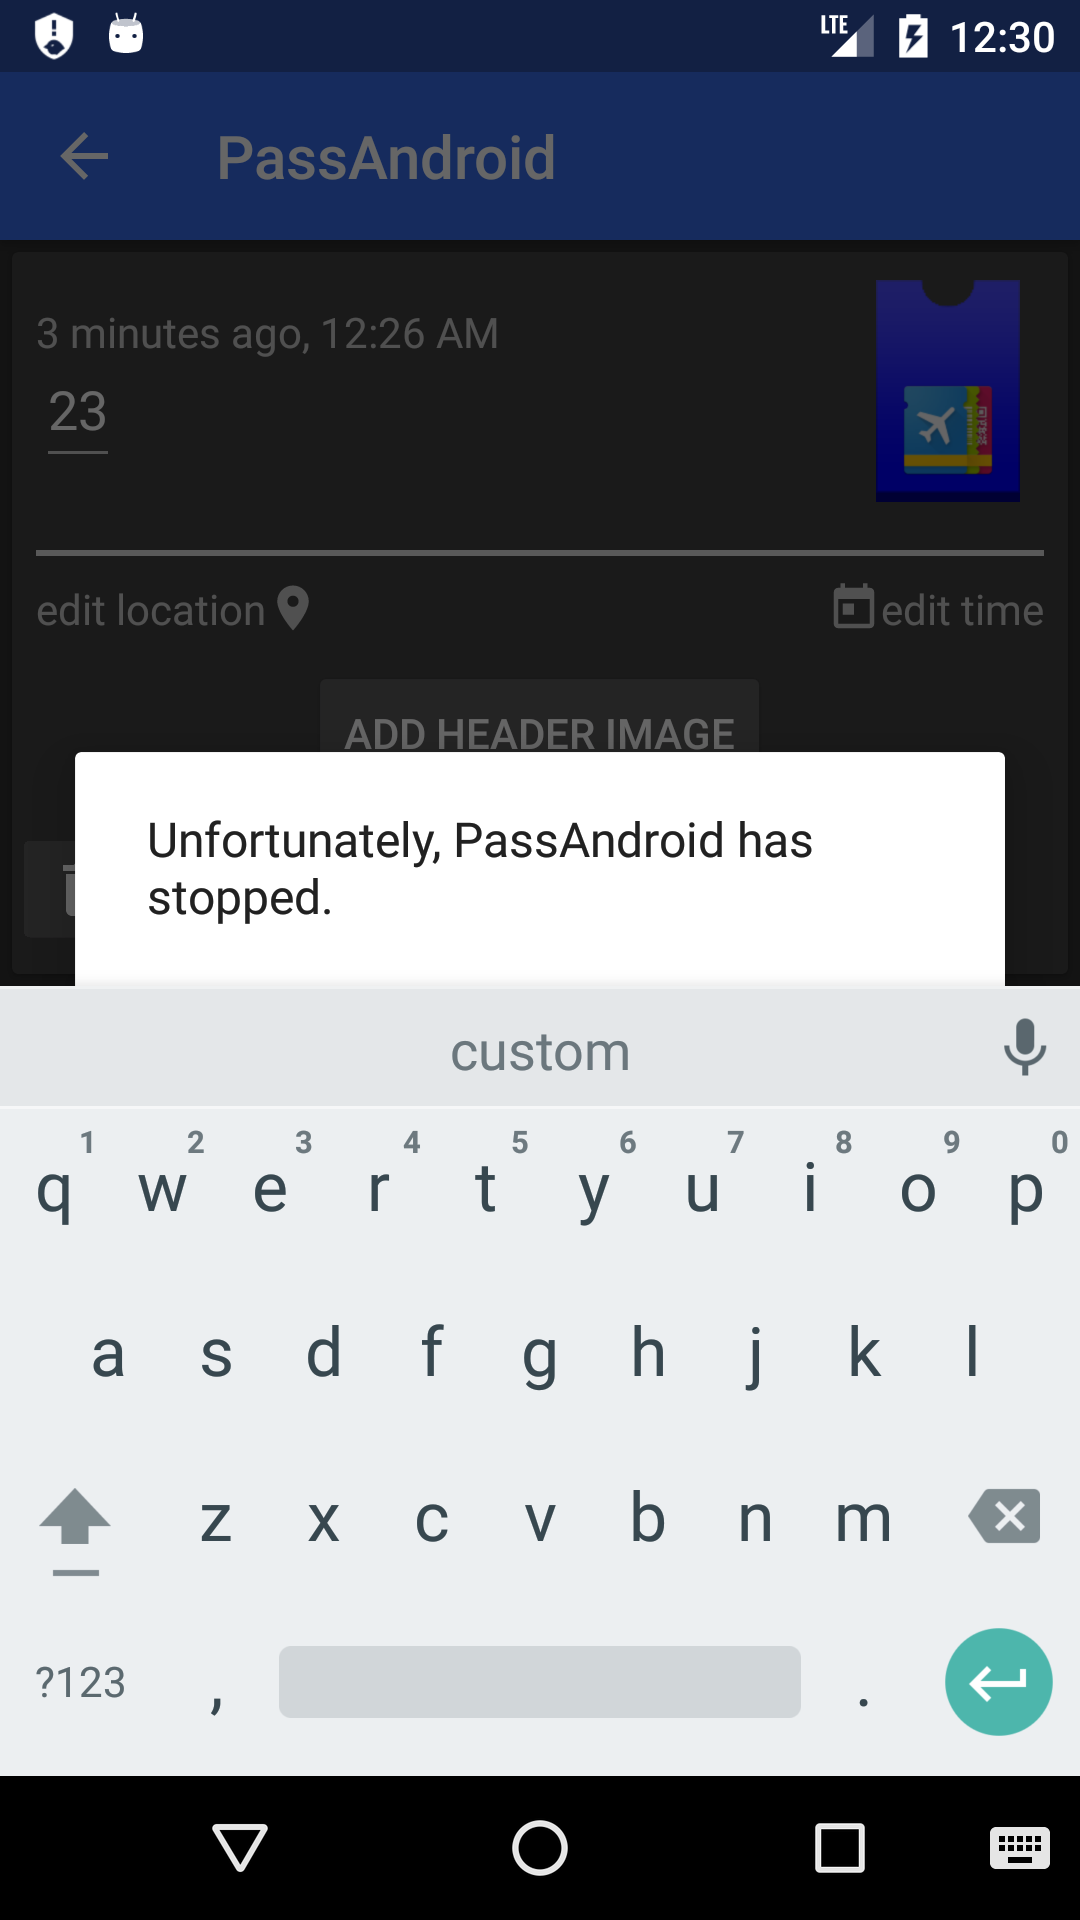 LTE 12:30
PassAndroid
3 minutes ago, 12:26 AM
23
edit location
edit time
ADD HEADER IMAGE
Unfortunately, PassAndroid has
stopped.
custom
1 2 3 4 5 6 7 8 9 0
q w e r t y u i o p
a s d f g h j k l
z x c v b n m
?123 , .